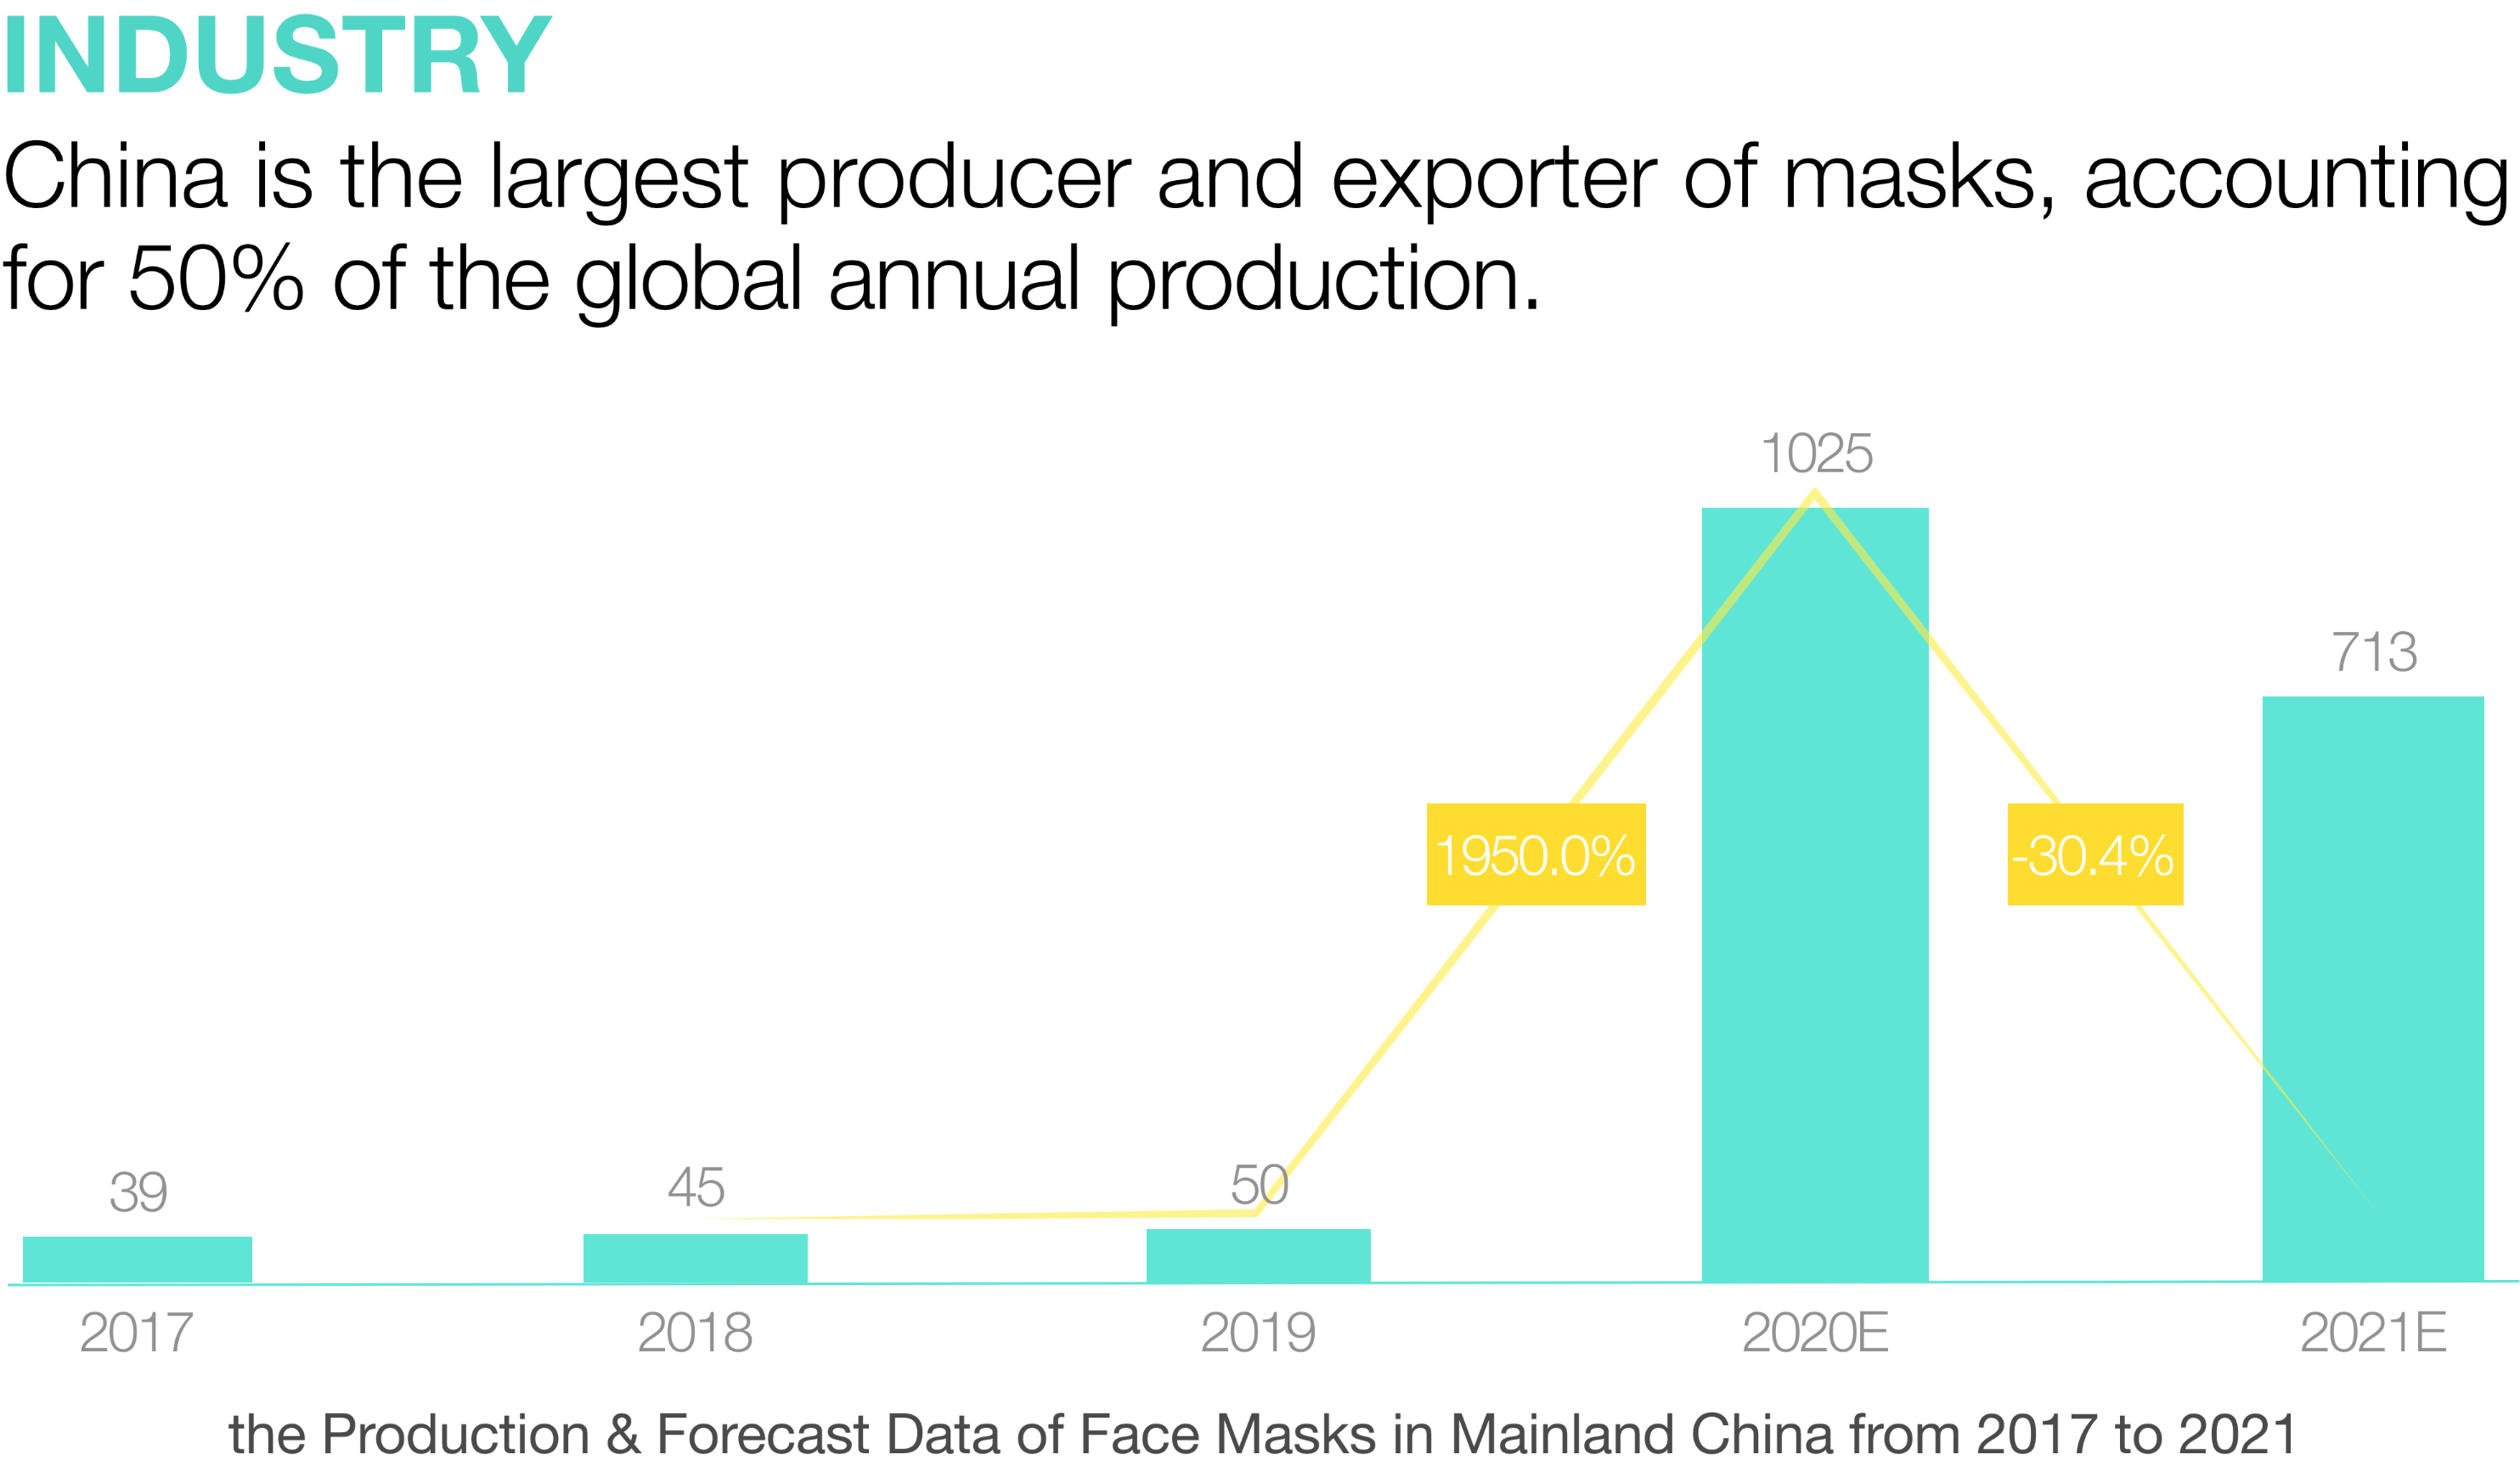 INDUSTRY
China is the largest producer and exporter of masks, accounting
for 50% of the global annual production.
1025
713
1950.0%
-30.4%
39
45
50
2017
2018
2019
2020E
2021E
the Production & Forecast Data of Face Masks in Mainland China from 2017 to 2021